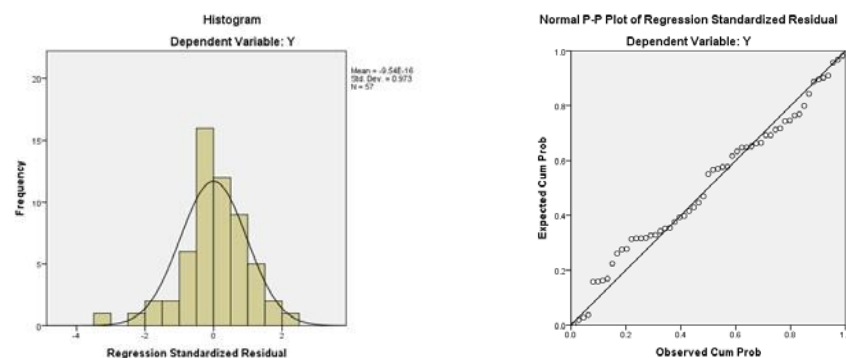 Histogram
Dependent Variable: Y
Mean = -9.54E-16
Std. Dev. = 0.973
N = 57
20
15
10
5
0
Frequency
-4
-2
0
2
4
Regression Standardized Residual
Normal P-P Plot of Regression Standardized Residual
Dependent Variable: Y
1.0
0.8
0.6
0.4
0.2
0.0
Expected Cum Prob
0.0
0.2
0.4
0.6
0.8
1.0
Observed Cum Prob